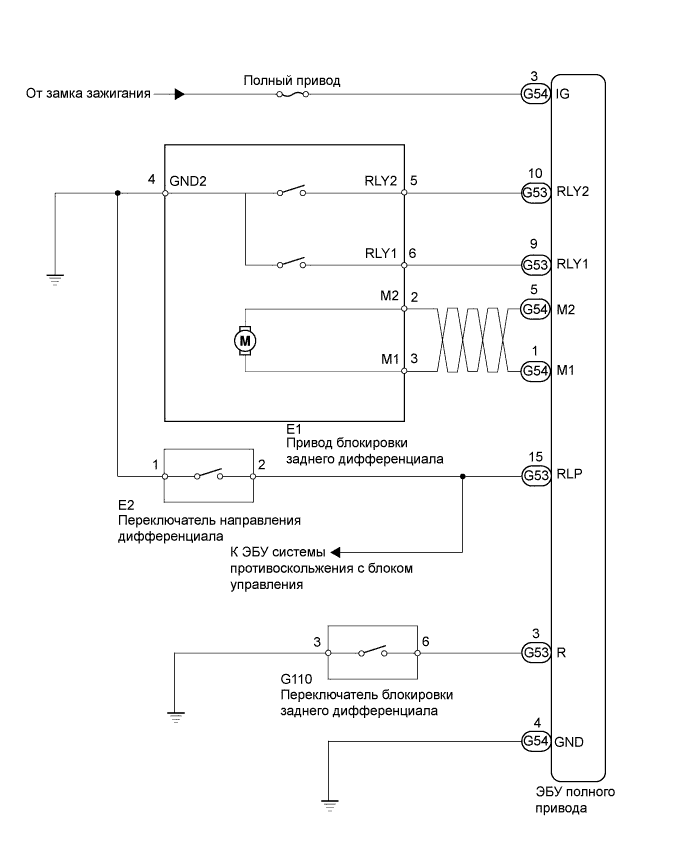 3
Полный привод
От замка зажигания
G54 IG
4 GND2 RLY2 5
10
G53 RLY2
RLY1 6
9
G53 RLY1
M2 2
5
G54 M2
M
M1 3
1
G54 M1
E1
Привод блокировки
заднего дифференциала
1 2
15
G53 RLP
E2
Переключатель направления
дифференциала
К ЭБУ системы
противоскольжения с блоком
управления
3 6
3
G53 R
G110
Переключатель блокировки
заднего дифференциала
4
G54 GND
ЭБУ полного
привода